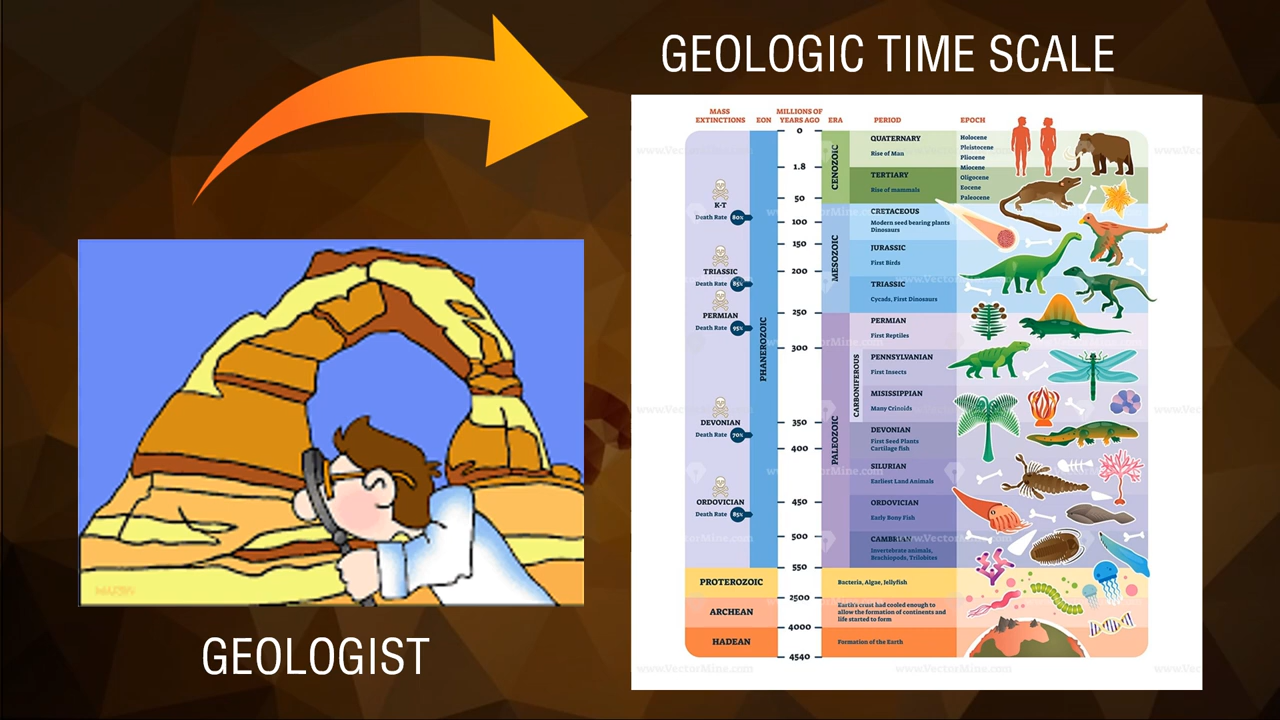 GEOLOGIC TIME SCALE
MASS EXTINCTIONS
EON
MILLIONS OF YEARS AGO
ERA
PERIOD
EPOCH
0
1.8
50
100
150
200
250
300
350
400
450
500
550
2500
4000
4540
K-T
Death Rate 80%
TRIASSIC
Death Rate 85%
PERMIAN
Death Rate 95%
DEVONIAN
Death Rate 70%
ORDOVICIAN
Death Rate 85%
PHANEROZOIC
CENOZOIC
MESOZOIC
PALEOZOIC
CARBONIFEROUS
QUATERNARY
Rise of Man
TERTIARY
Rise of mammals
CRETACEOUS
Modern seed bearing plants
Dinosaurs
JURASSIC
First Birds
TRIASSIC
Cycads, First Dinosaurs
PERMIAN
First Reptiles
PENNSYLVANIAN
First Insects
MISISSIPPIAN
Many Crinoids
DEVONIAN
First Seed Plants
Cartilage fish
SILURIAN
Earliest Land Animals
ORDOVICIAN
Early Bony Fish
CAMBRIAN
Invertebrate animals,
Brachiopods, Trilobites
Holocene
Pleistocene
Pliocene
Miocene
Oligocene
Eocene
Paleocene
PROTEROZOIC
Bacteria, Algae, Jellyfish
ARCHEAN
Earth's crust had cooled enough to
allow the formation of continents and
life started to form
HADEAN
Formation of the Earth
www.VectorMine.com
GEOLOGIST